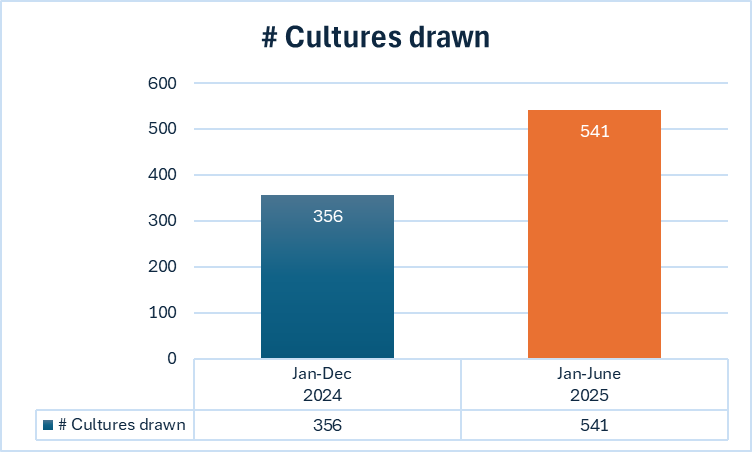 # Cultures drawn
600
500
400
300
200
100
0
356
541
Jan-Dec
2024
Jan-June
2025
# Cultures drawn 356 541